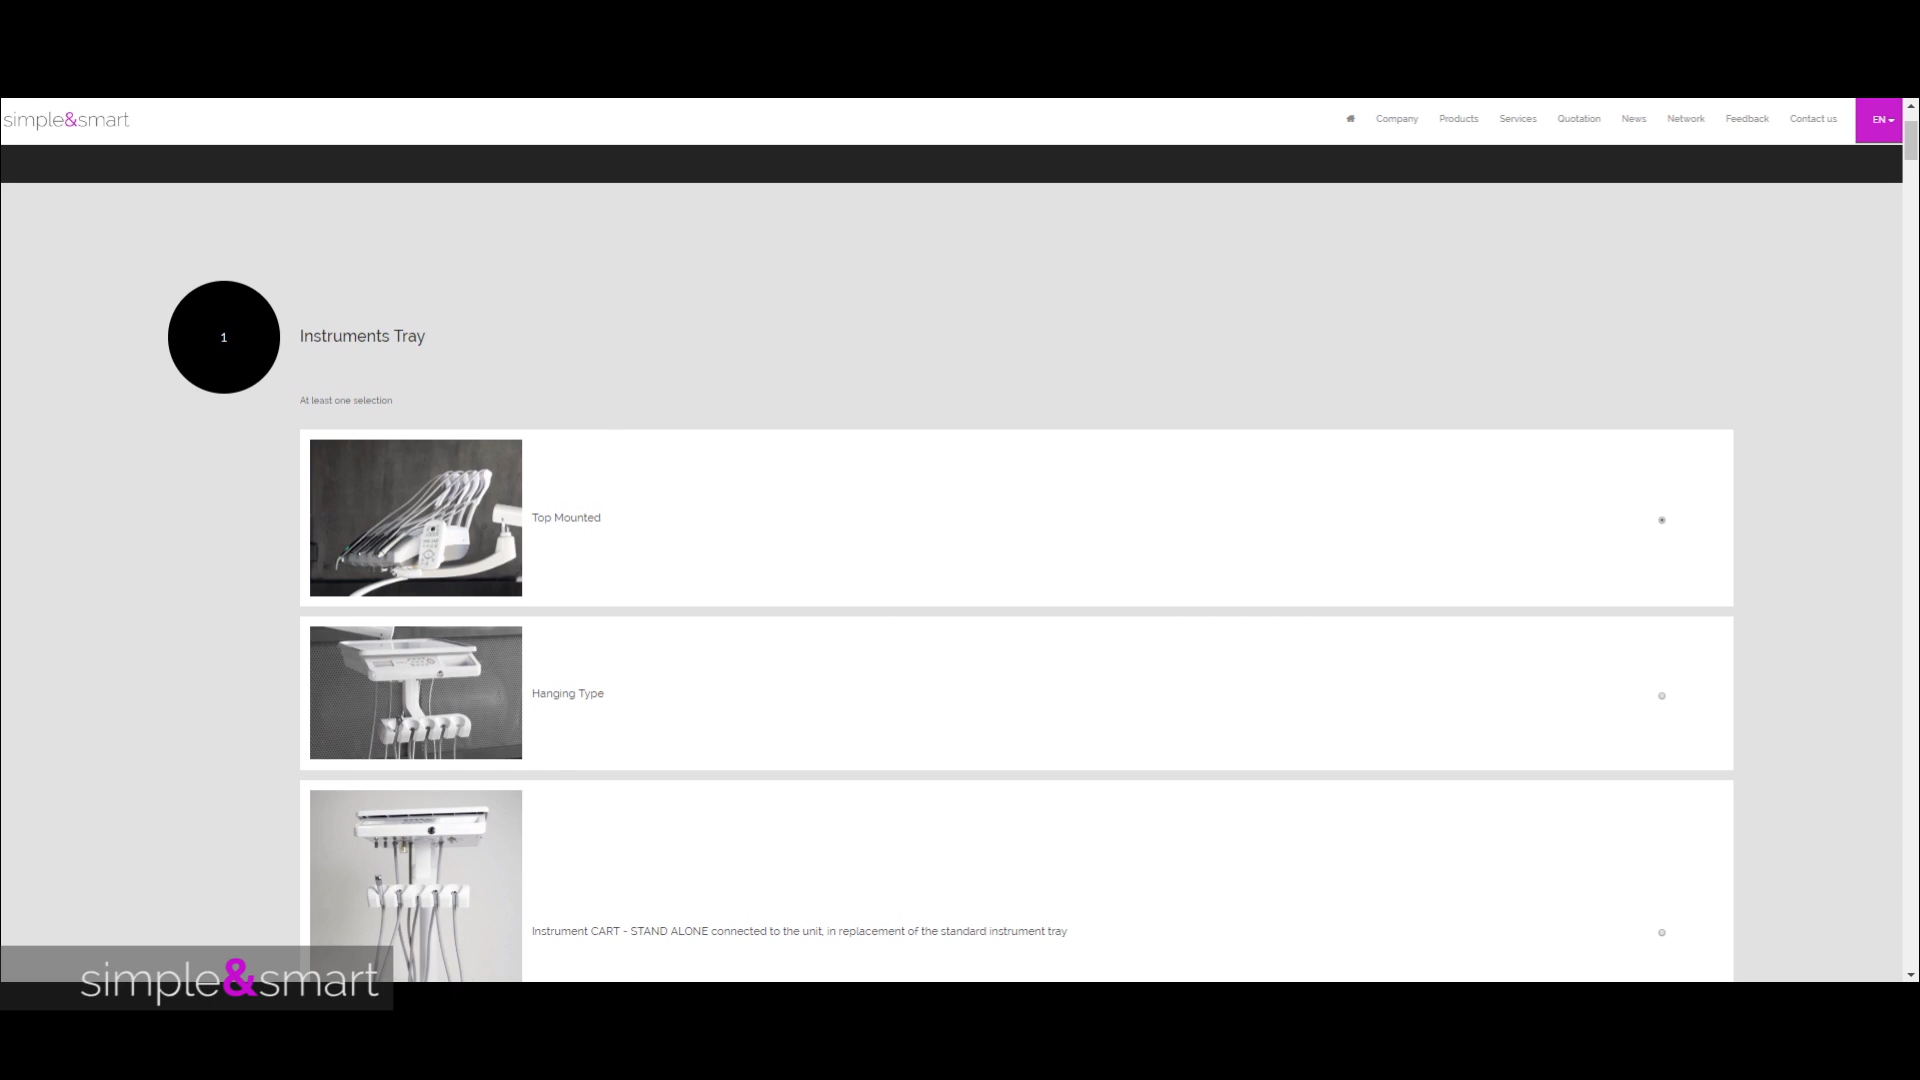 simple&smart
Company Products Services Quotation News Network Feedback Contact us EN
1
Instruments Tray
At least one selection
Top Mounted
Hanging Type
Instrument CART - STAND ALONE connected to the unit, in replacement of the standard instrument tray
simple&smart